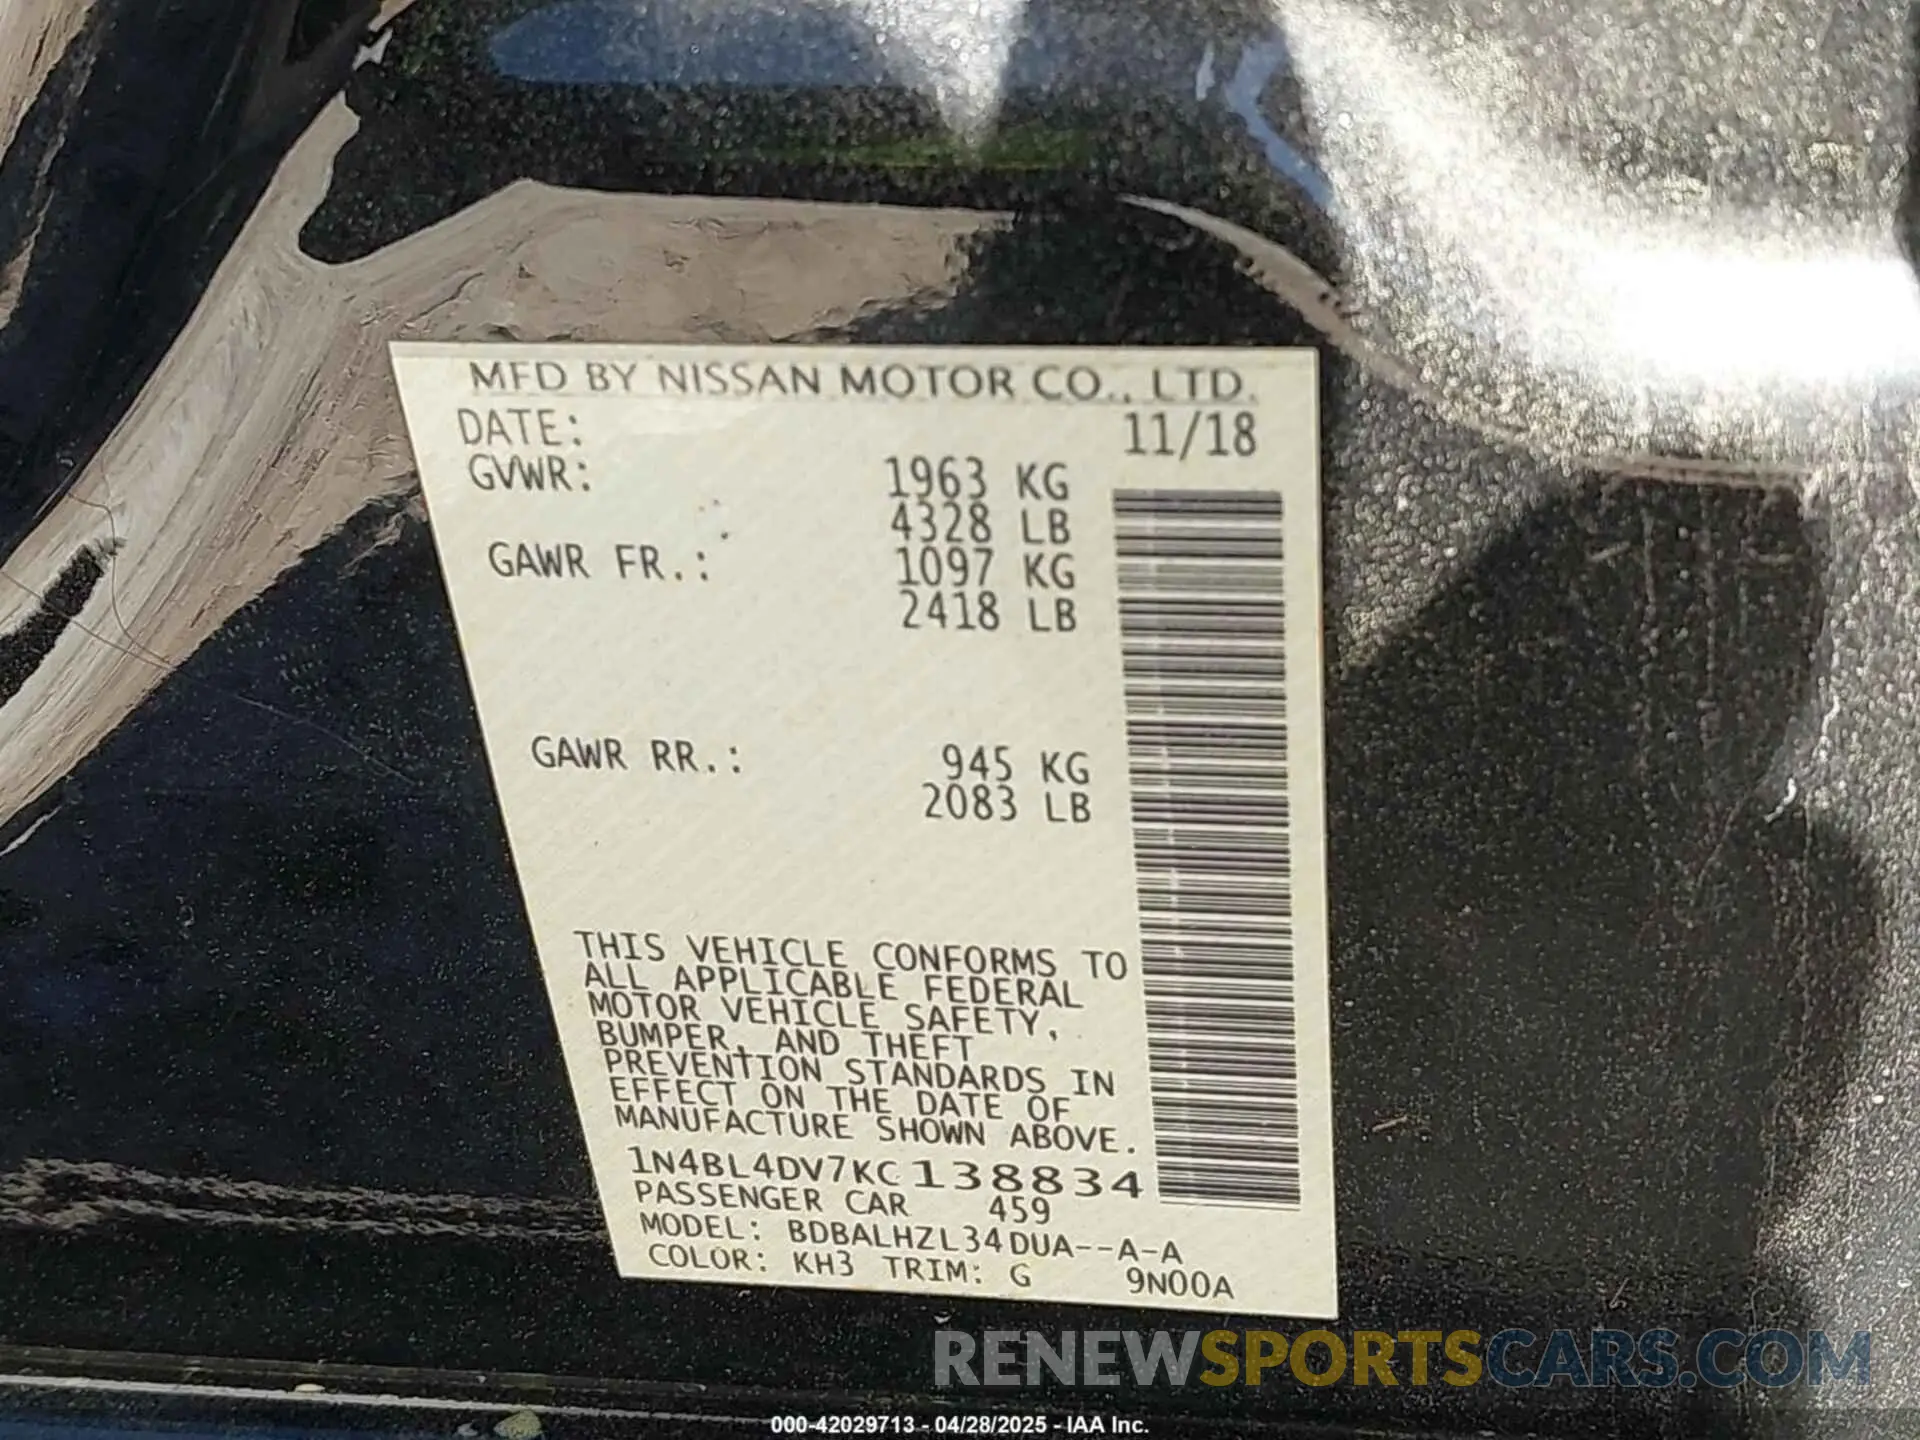 MFD BY NISSAN MOTOR CO., LTD.
DATE: 11/18
GVWR: 1963 KG
4328 LB
GAWR FR.: 1097 KG
2418 LB
GAWR RR.: 945 KG
2083 LB
THIS VEHICLE CONFORMS TO
ALL APPLICABLE FEDERAL
MOTOR VEHICLE SAFETY,
BUMPER, AND THEFT
PREVENTION STANDARDS IN
EFFECT ON THE DATE OF
MANUFACTURE SHOWN ABOVE.
1N4BL4DV7KC138834
PASSENGER CAR 459
MODEL: BDBALHZL34DUA--A-A
COLOR: KH3 TRIM: G 9N00A
RENEWSPORTSCARS.COM
000-42029713 - 04/28/2025 - IAA Inc.